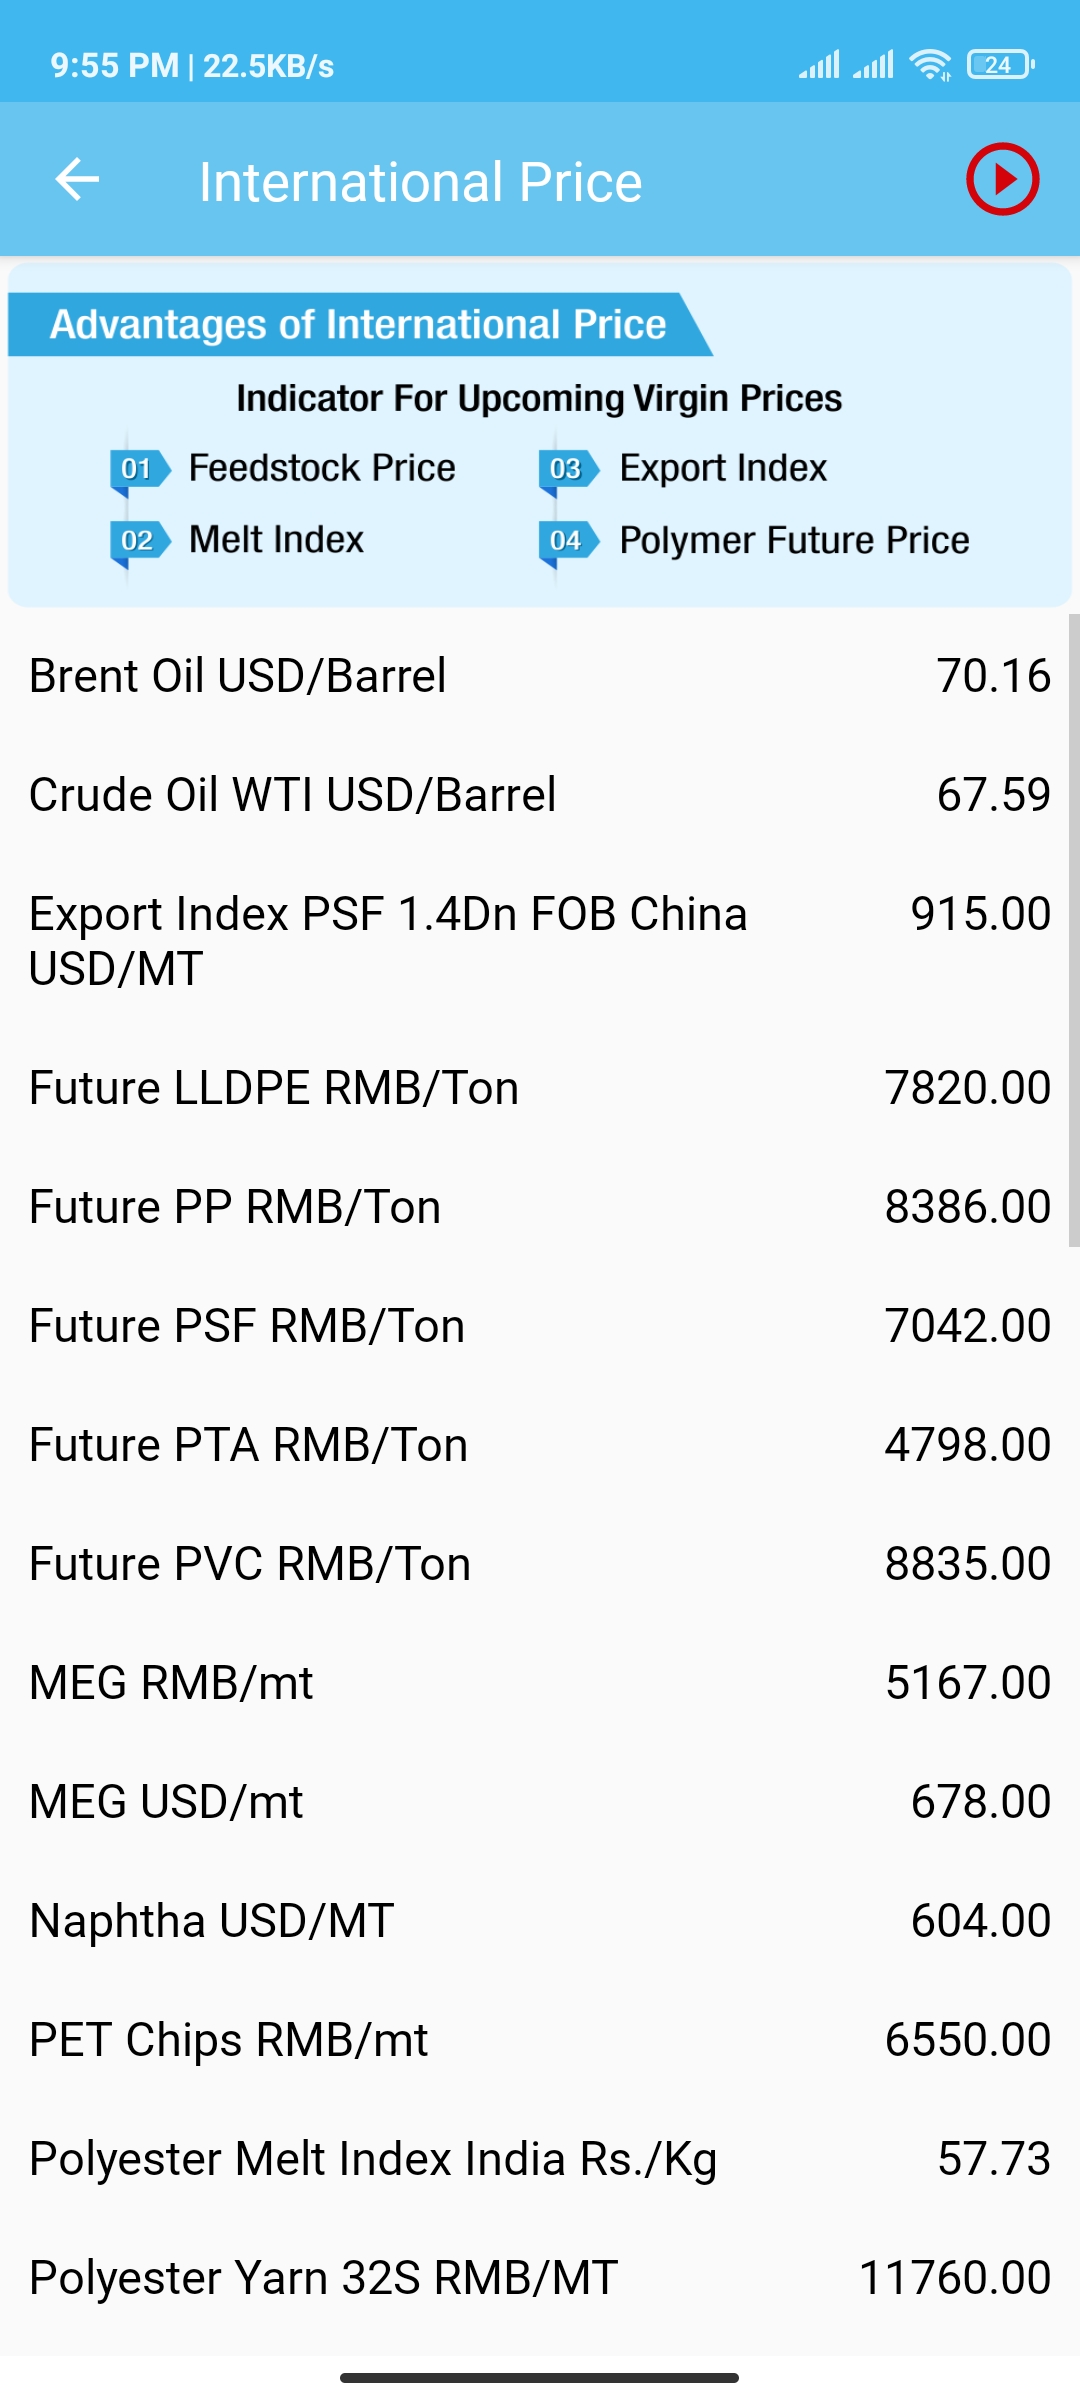 9:55 PM | 22.5KB/s
24
International Price
Advantages of International Price
Indicator For Upcoming Virgin Prices
01 Feedstock Price
03 Export Index
02 Melt Index
04 Polymer Future Price
Brent Oil USD/Barrel 70.16
Crude Oil WTI USD/Barrel 67.59
Export Index PSF 1.4Dn FOB China 915.00
USD/MT
Future LLDPE RMB/Ton 7820.00
Future PP RMB/Ton 8386.00
Future PSF RMB/Ton 7042.00
Future PTA RMB/Ton 4798.00
Future PVC RMB/Ton 8835.00
MEG RMB/mt 5167.00
MEG USD/mt 678.00
Naphtha USD/MT 604.00
PET Chips RMB/mt 6550.00
Polyester Melt Index India Rs./Kg 57.73
Polyester Yarn 32S RMB/MT 11760.00